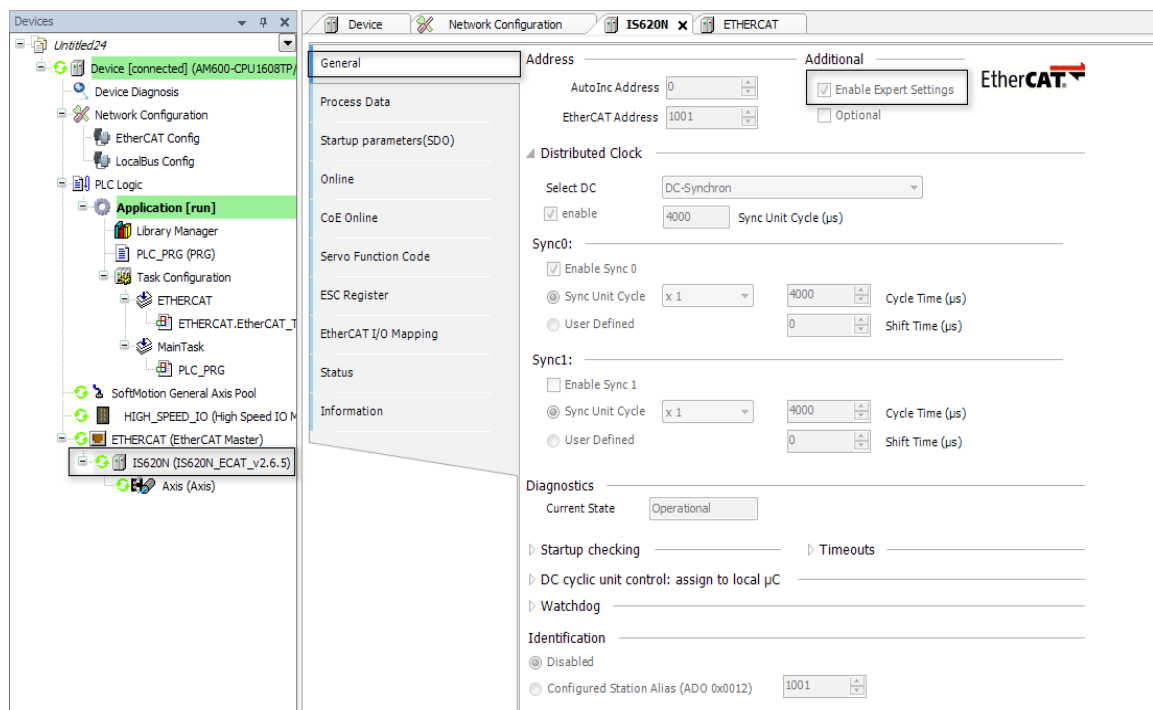 Devices
Untitled24
Device [connected] (AM600-CPU1608TP/
Device Diagnosis
Network Configuration
EtherCAT Config
LocalBus Config
PLC Logic
Application [run]
Library Manager
PLC_PRG (PRG)
Task Configuration
ETHERCAT
ETHERCAT.EtherCAT_T
MainTask
PLC_PRG
SoftMotion General Axis Pool
HIGH_SPEED_IO (High Speed IO M
ETHERCAT (EtherCAT Master)
IS620N (IS620N_ECAT_v2.6.5)
Axis (Axis)
Device Network Configuration IS620N ETHERCAT
General
Process Data
Startup parameters(SDO)
Online
CoE Online
Servo Function Code
ESC Register
EtherCAT I/O Mapping
Status
Information
Address Additional
AutoInc Address 0 Enable Expert Settings EtherCAT.
EtherCAT Address 1001 Optional
Distributed Clock
Select DC DC-Synchron
enable 4000 Sync Unit Cycle (µs)
Sync0:
Enable Sync 0
Sync Unit Cycle x 1 4000 Cycle Time (µs)
User Defined 0 Shift Time (µs)
Sync1:
Enable Sync 1
Sync Unit Cycle x 1 4000 Cycle Time (µs)
User Defined 0 Shift Time (µs)
Diagnostics
Current State Operational
Startup checking Timeouts
DC cyclic unit control: assign to local µC
Watchdog
Identification
Disabled
Configured Station Alias (ADO 0x0012) 1001